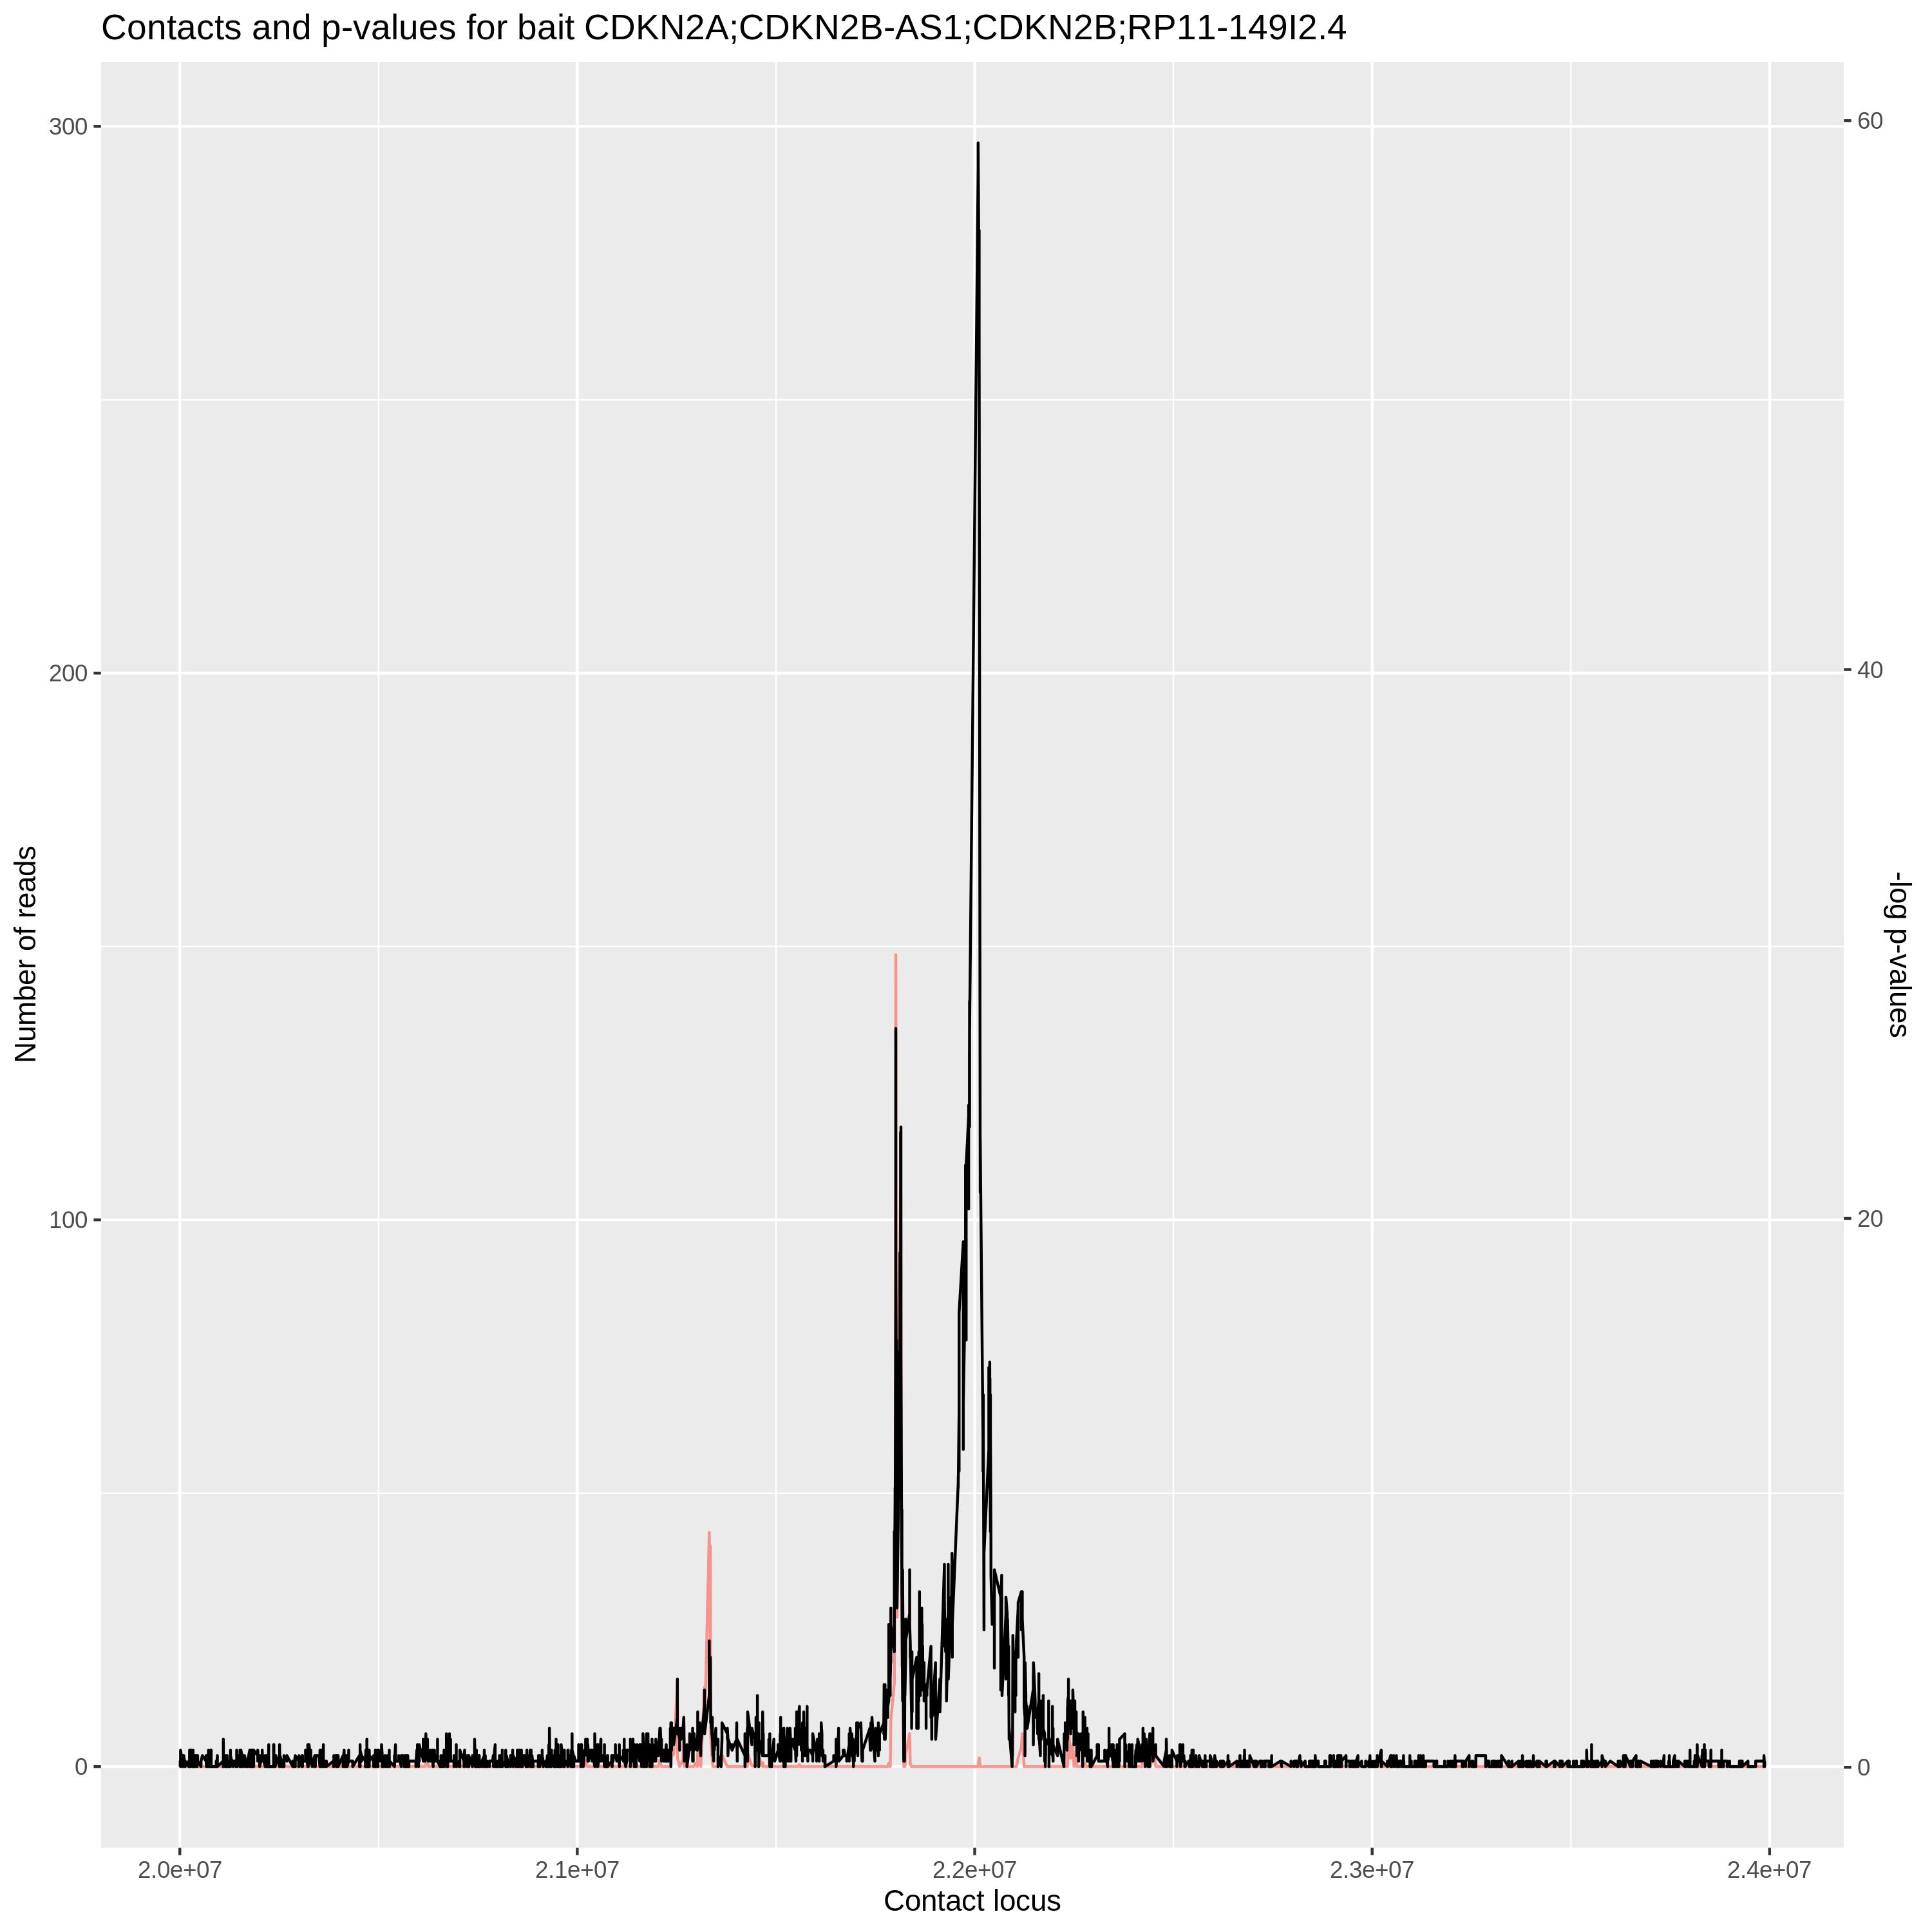 Contacts and p-values for bait CDKN2A;CDKN2B-AS1;CDKN2B;RP11-149I2.4
300
200
100
0
Number of reads
60
40
20
0
-log p-values
2.0e+07 2.1e+07 2.2e+07 2.3e+07 2.4e+07
Contact locus